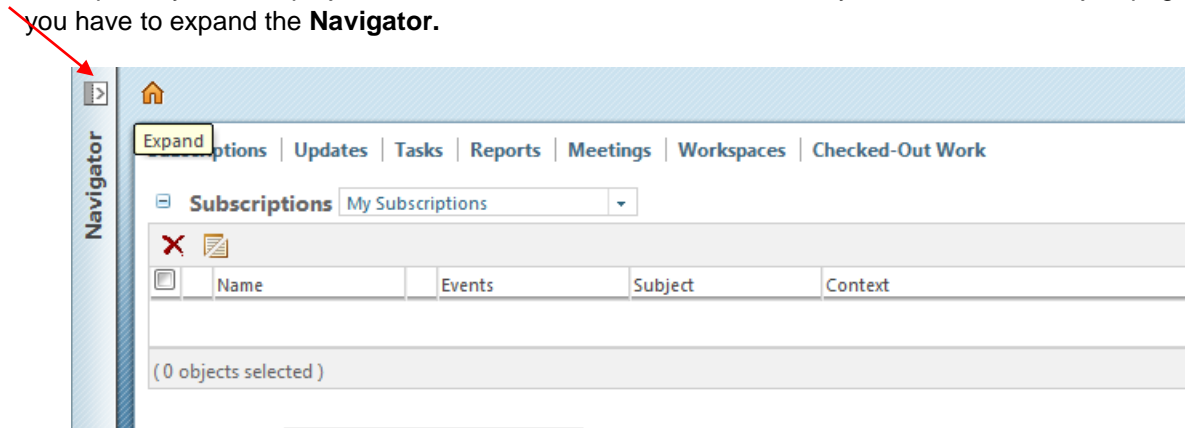 you have to expand the Navigator.
Navigator
Expand
Subscriptions | Updates | Tasks | Reports | Meetings | Workspaces | Checked-Out Work
Subscriptions My Subscriptions
Name Events Subject Context
( 0 objects selected )